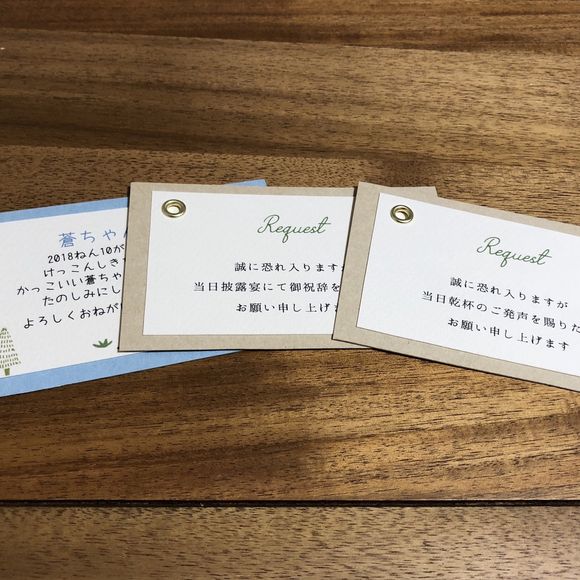 蒼ちゃん
2018ねん10が
けっこんしき
かっこいい蒼ちゃ
たのしみにし
よろしくおねが
Request
誠に恐れ入りますが
当日披露宴にて御祝辞を
お願い申し上げま
Request
誠に恐れ入りますが
当日乾杯のご発声を賜りた
お願い申し上げます